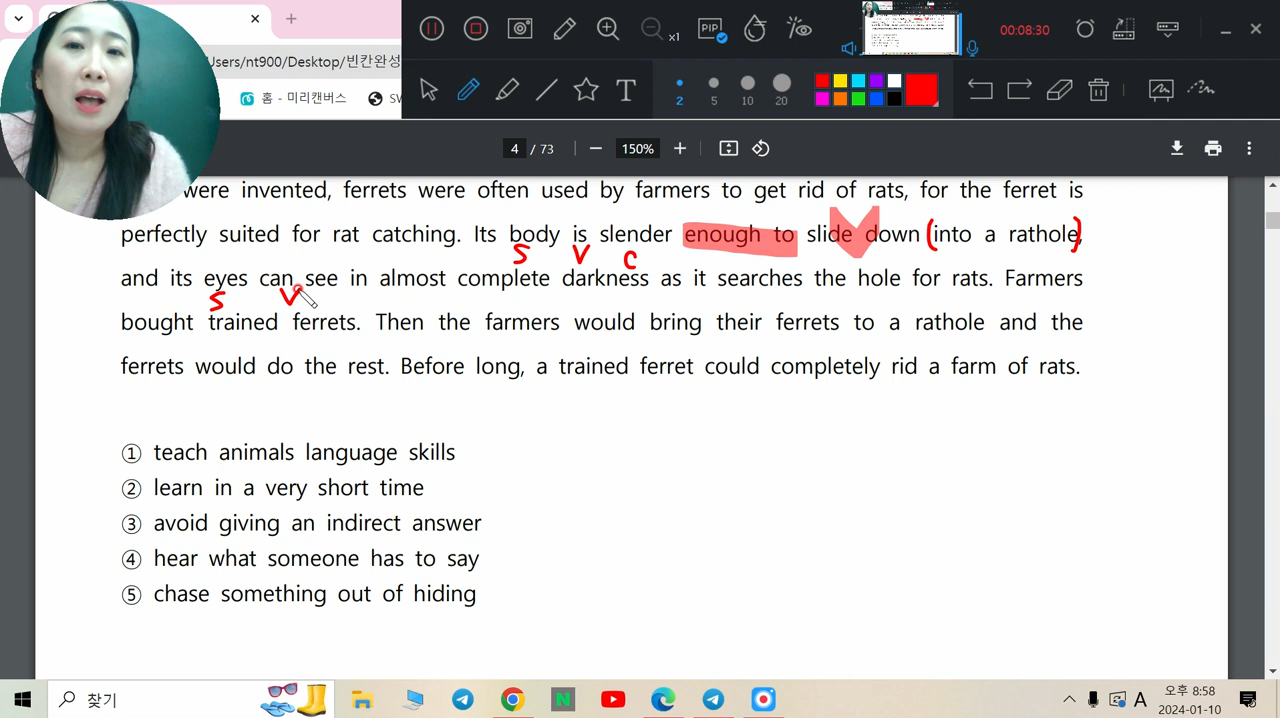 Users/nt900/Desktop/빈칸완성
홈 - 미리캔버스
SV
PIP
x1
00:08:30
T
2
5
10
20
4 / 73
150%
were invented, ferrets were often used by farmers to get rid of rats, for the ferret is
perfectly suited for rat catching. Its body is slender enough to slide down (into a rathole),
S V C
and its eyes can see in almost complete darkness as it searches the hole for rats. Farmers
S V
bought trained ferrets. Then the farmers would bring their ferrets to a rathole and the
ferrets would do the rest. Before long, a trained ferret could completely rid a farm of rats.
① teach animals language skills
② learn in a very short time
③ avoid giving an indirect answer
④ hear what someone has to say
⑤ chase something out of hiding
찾기
N
A
오후 8:58
2024-01-10